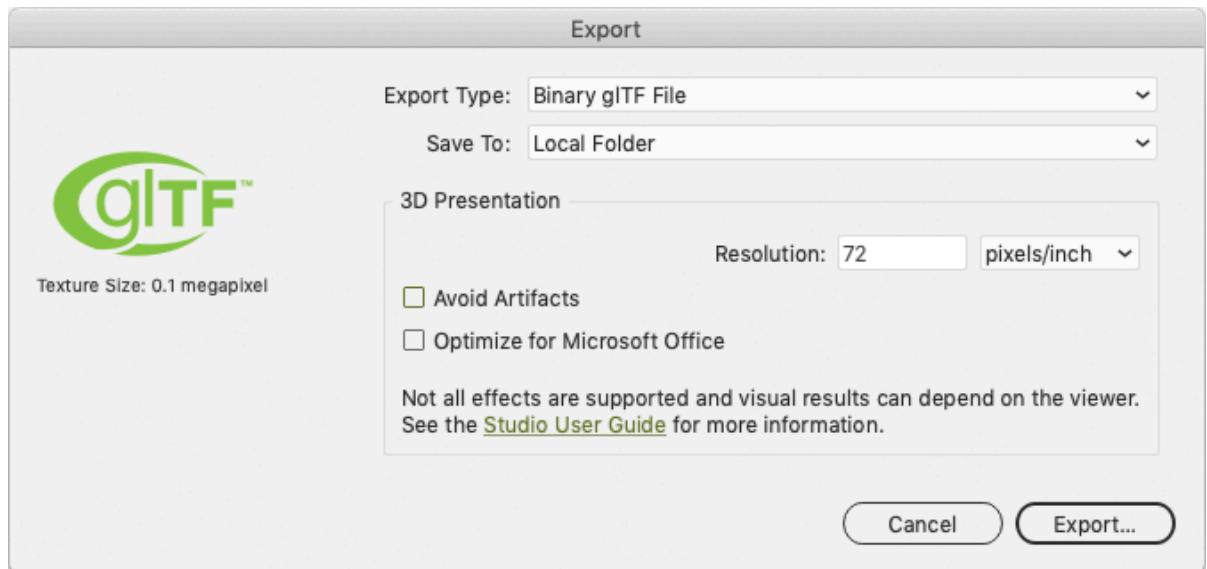 Export
Export Type: Binary glTF File
Save To: Local Folder
glTF™
Texture Size: 0.1 megapixel
3D Presentation
Resolution: 72 pixels/inch
Avoid Artifacts
Optimize for Microsoft Office
Not all effects are supported and visual results can depend on the viewer.
See the Studio User Guide for more information.
Cancel Export...